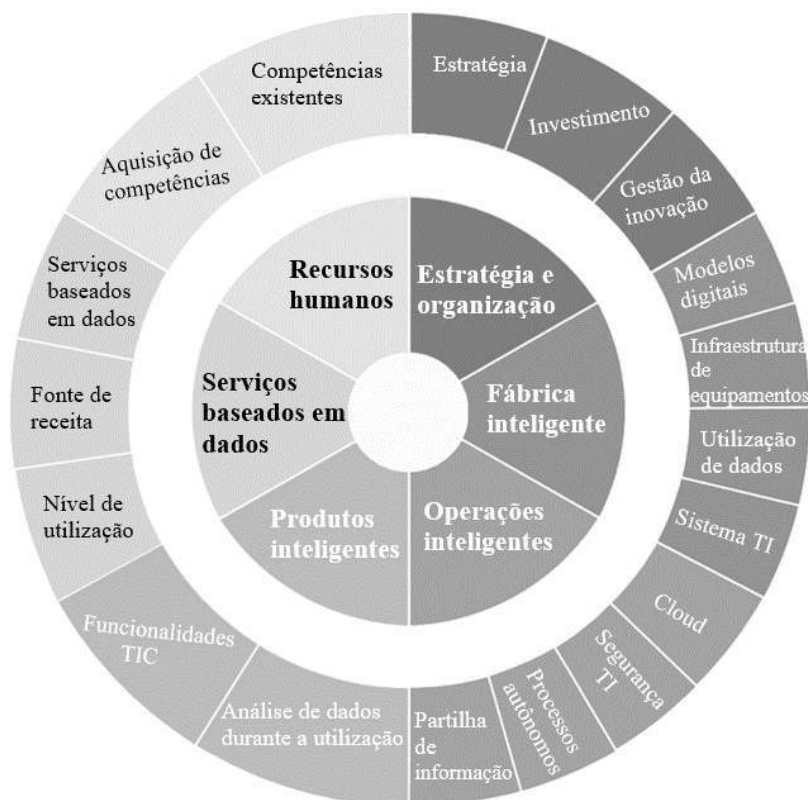 Estratégia
Investimento
Gestão da
inovação
Modelos
digitais
Infraestrutura
de
equipamentos
Utilização
de dados
Sistema TI
Cloud
Segurança
TI
Processos
autônomos
Partilha
de
informação
Análise de dados
durante a utilização
Funcionalidades
TIC
Nível de
utilização
Fonte de
receita
Serviços
baseados
em dados
Aquisição de
competências
Competências
existentes
Estratégia e
organização
Fábrica
inteligente
Operações
inteligentes
Produtos
inteligentes
Serviços
baseados em
dados
Recursos
humanos